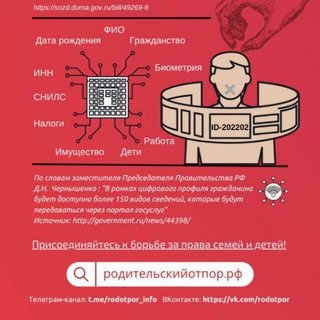 https://sozd.duma.gov.ru/bill/49269-8
ФИО
Дата рождения
Гражданство
ИНН
Биометрия
СНИЛС
ID-202202
Налоги
Работа
Имущество
Дети
По словам заместителя Председателя Правительства РФ
Д.Н. Чернышенко : "В рамках цифрового профиля гражданина
будет доступно более 150 видов сведений, которые будут
передаваться через портал госуслуг"
Источник: http://government.ru/news/44398/
Присоединяйтесь к борьбе за права семей и детей!
родительскийотпор.рф
Телеграм-канал: t.me/rodotpor_info ВКонтакте: https://vk.com/rodotpor